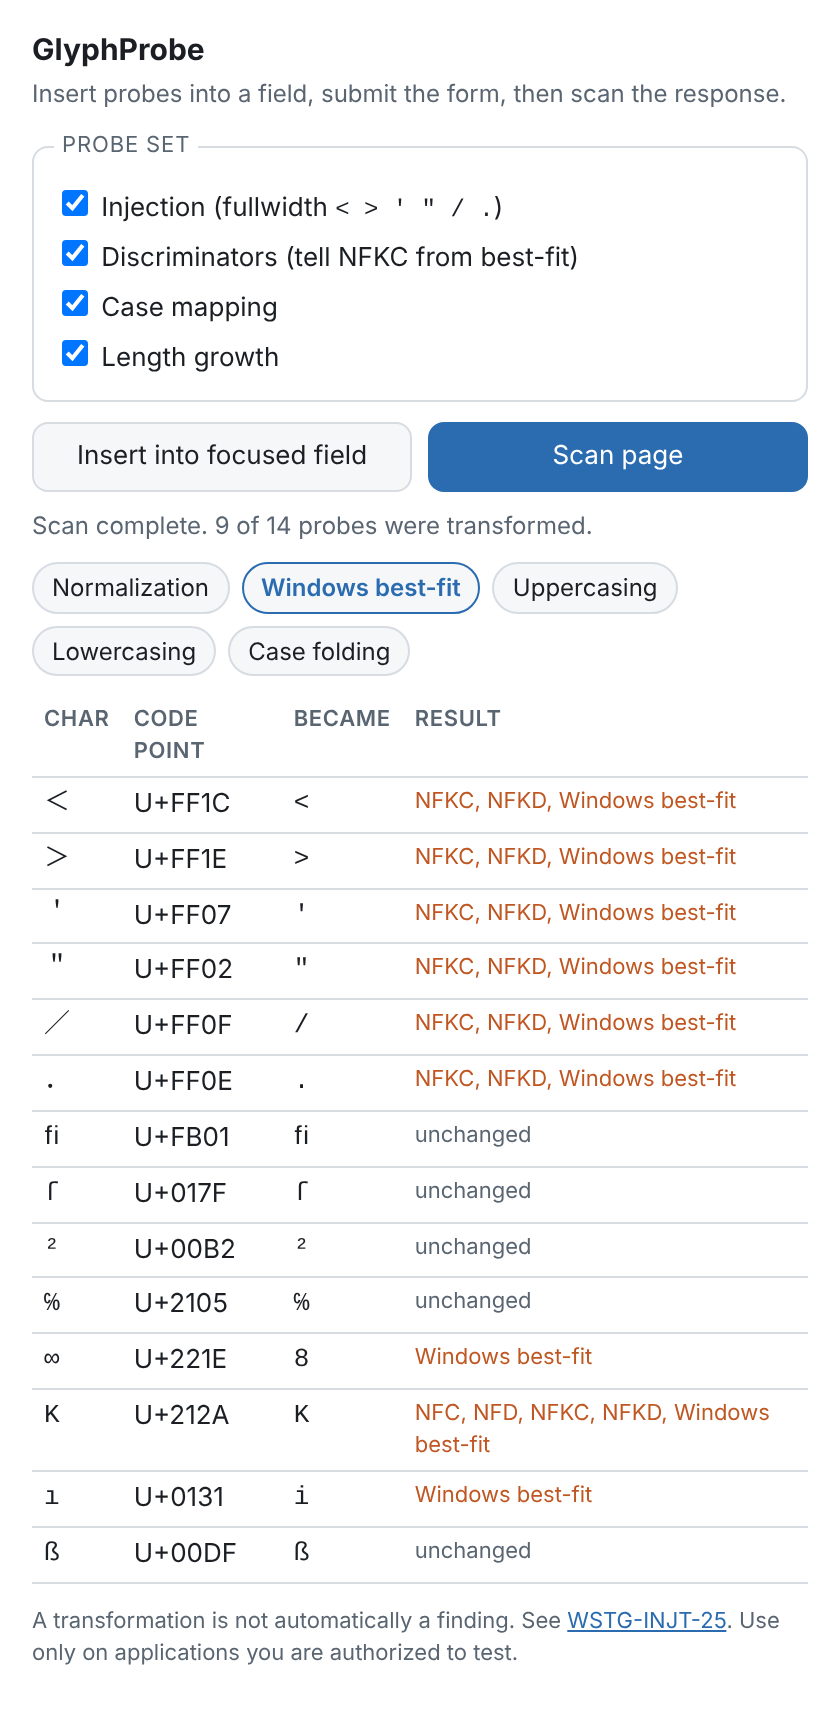 GlyphProbe
Insert probes into a field, submit the form, then scan the response.
PROBE SET
Injection (fullwidth < > ' " / .)
Discriminators (tell NFKC from best-fit)
Case mapping
Length growth
Insert into focused field
Scan page
Scan complete. 9 of 14 probes were transformed.
Normalization
Windows best-fit
Uppercasing
Lowercasing
Case folding
CHAR CODE POINT BECAME RESULT
< U+FF1C < NFKC, NFKD, Windows best-fit
> U+FF1E > NFKC, NFKD, Windows best-fit
' U+FF07 ' NFKC, NFKD, Windows best-fit
" U+FF02 " NFKC, NFKD, Windows best-fit
/ U+FF0F / NFKC, NFKD, Windows best-fit
. U+FF0E . NFKC, NFKD, Windows best-fit
fi U+FB01 fi unchanged
ſ U+017F ſ unchanged
² U+00B2 ² unchanged
℅ U+2105 ℅ unchanged
∞ U+221E 8 Windows best-fit
K U+212A K NFC, NFD, NFKC, NFKD, Windows best-fit
ı U+0131 i Windows best-fit
ß U+00DF ß unchanged
A transformation is not automatically a finding. See WSTG-INJT-25. Use
only on applications you are authorized to test.